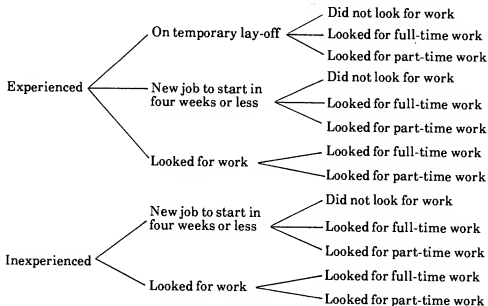 Experienced
On temporary lay-off
Did not look for work
Looked for full-time work
Looked for part-time work
New job to start in
four weeks or less
Did not look for work
Looked for full-time work
Looked for part-time work
Looked for work
Looked for full-time work
Looked for part-time work
Inexperienced
New job to start in
four weeks or less
Did not look for work
Looked for full-time work
Looked for part-time work
Looked for work
Looked for full-time work
Looked for part-time work